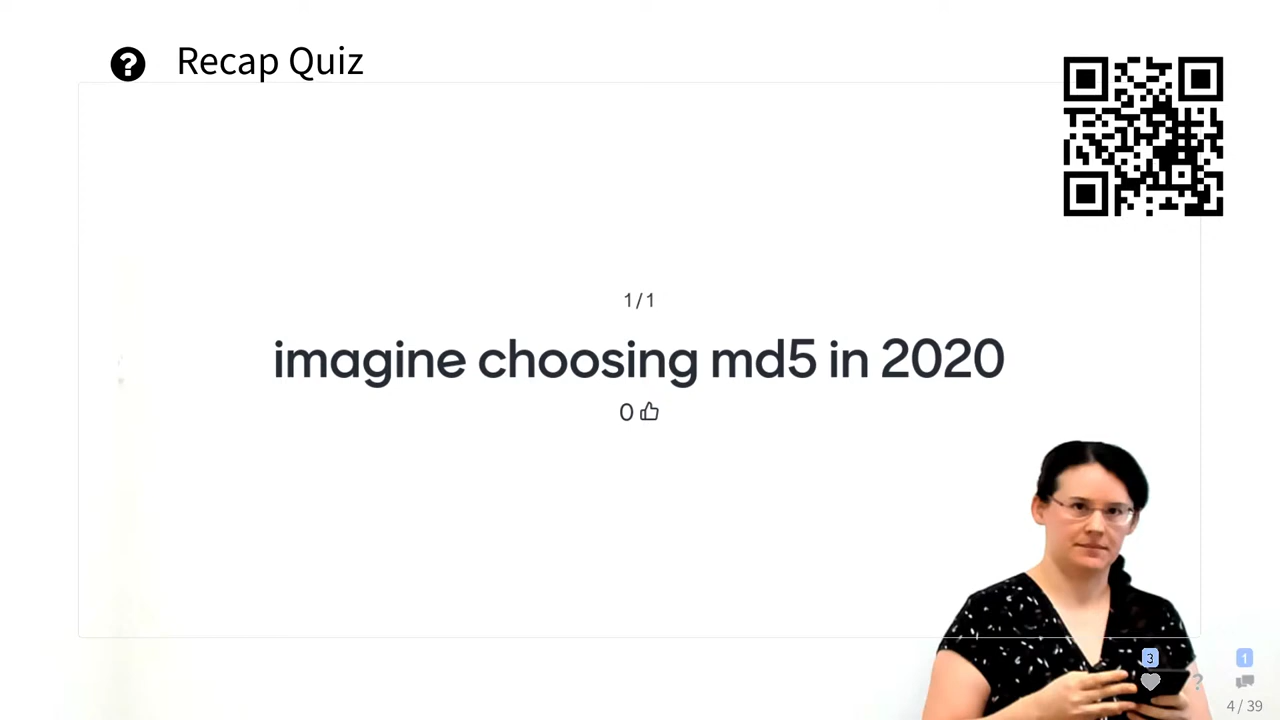 ? Recap Quiz
1 / 1
imagine choosing md5 in 2020
0
3
1
?
4 / 39